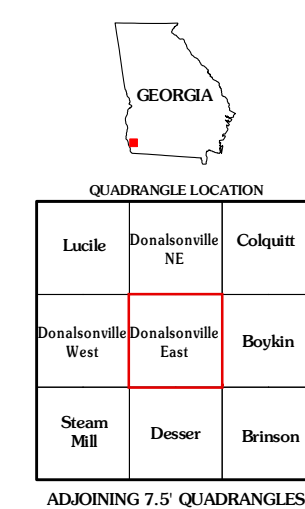 GEORGIA
QUADRANGLE LOCATION
Lucile
Donalsonville
NE
Colquitt
Donalsonville
West
Donalsonville
East
Boykin
Steam
Mill
Desser
Brinson
ADJOINING 7.5' QUADRANGLES